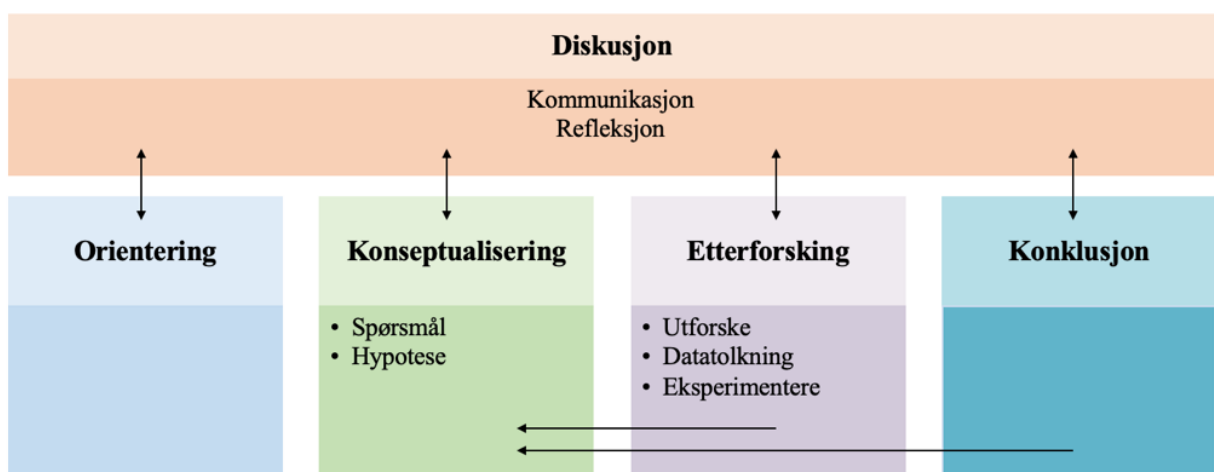 Diskusjon
Kommunikasjon
Refleksjon
Orientering
Konseptualisering
• Spørsmål
• Hypotese
Etterforsking
• Utforske
• Datatolkning
• Eksperimentere
Konklusjon